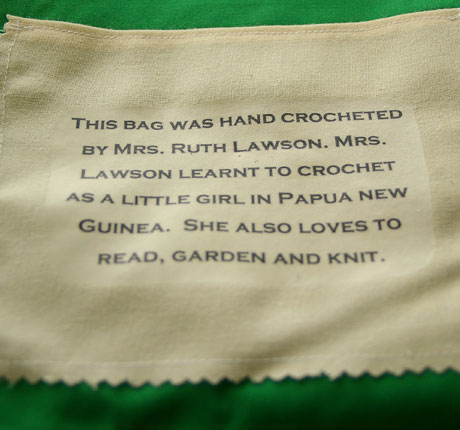 THIS BAG WAS HAND CROCHETED
BY MRS. RUTH LAWSON. MRS.
LAWSON LEARNT TO CROCHET
AS A LITTLE GIRL IN PAPUA NEW
GUINEA. SHE ALSO LOVES TO
READ, GARDEN AND KNIT.